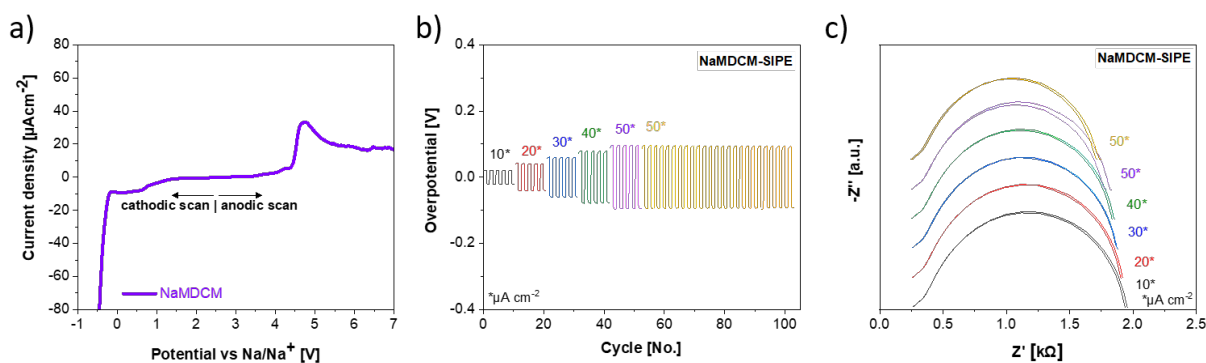 a)
80
60
40
20
0
-20
-40
-60
-80
Current density [µAcm⁻²]
cathodic scan | anodic scan
NaMDCM
-1 0 1 2 3 4 5 6 7
Potential vs Na/Na⁺ [V]
b)
0.4
0.2
0.0
-0.2
-0.4
Overpotential [V]
NaMDCM-SIPE
10*
20*
30*
40*
50*
50*
*µA cm⁻²
0 20 40 60 80 100
Cycle [No.]
c)
-Z'' [a.u.]
NaMDCM-SIPE
50*
50*
40*
30*
20*
10*
*µA cm⁻²
0.0 0.5 1.0 1.5 2.0 2.5
Z' [kΩ]